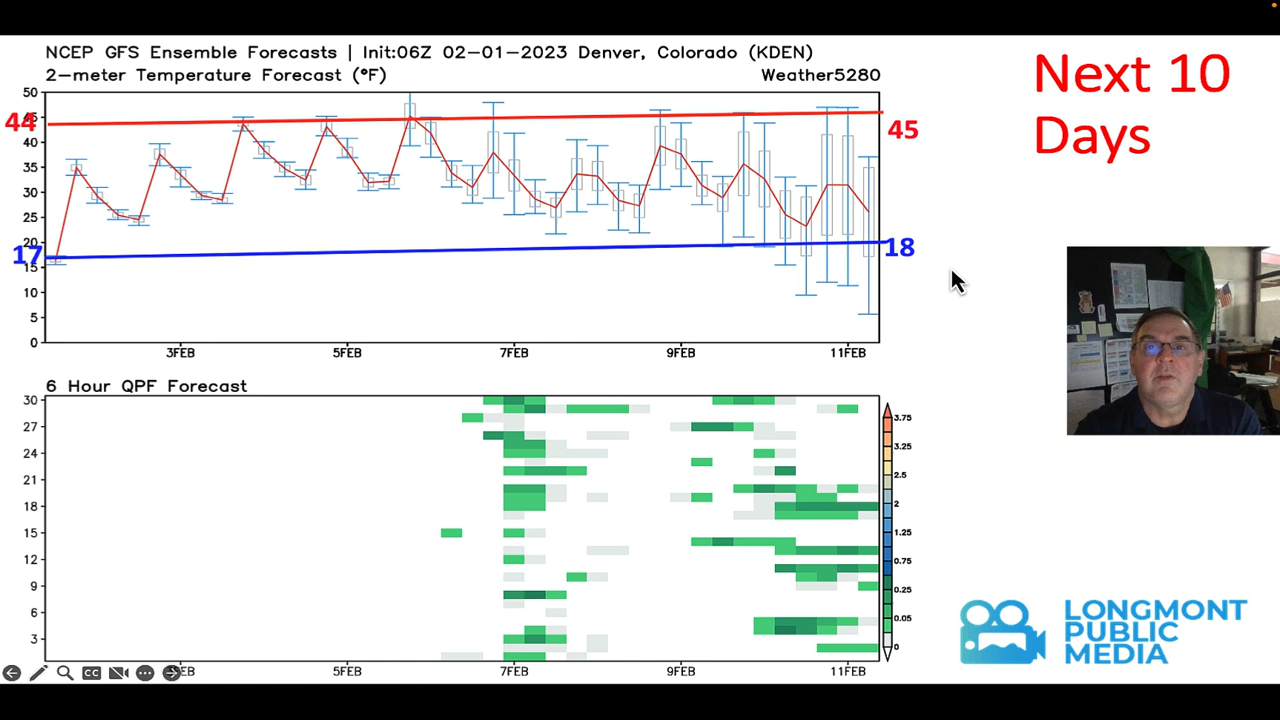 NCEP GFS Ensemble Forecasts | Init:06Z 02-01-2023 Denver, Colorado (KDEN)
2-meter Temperature Forecast (°F)
Weather5280
Next 10
Days
50
45
44
40
35
30
25
20
17
15
10
5
0
45
18
3FEB
5FEB
7FEB
9FEB
11FEB
6 Hour QPF Forecast
30
27
24
21
18
15
12
9
6
3
3.75
3.25
2.5
2
1.25
0.75
0.25
0.05
0
5FEB
7FEB
9FEB
11FEB
CC
LONGMONT
PUBLIC
MEDIA